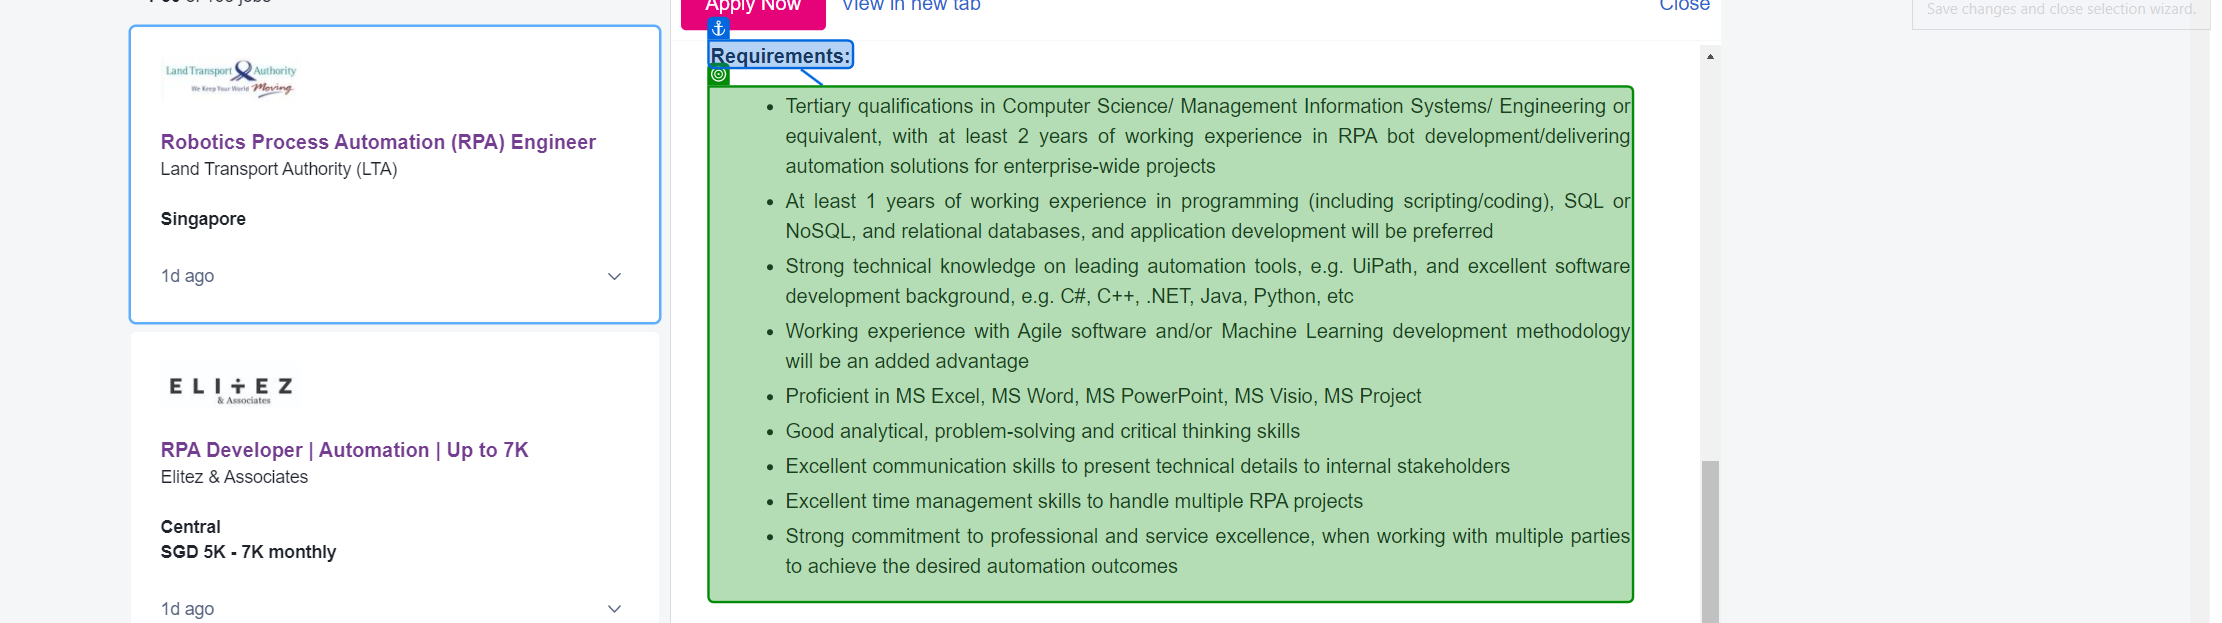 Apply Now
View in new tab
Close
Save changes and close selection wizard.
Land Transport Authority
We Keep Your World Moving
Robotics Process Automation (RPA) Engineer
Land Transport Authority (LTA)
Singapore
1d ago
ELITEZ
& Associates
RPA Developer | Automation | Up to 7K
Elitez & Associates
Central
SGD 5K - 7K monthly
1d ago
Requirements:
• Tertiary qualifications in Computer Science/ Management Information Systems/ Engineering or
equivalent, with at least 2 years of working experience in RPA bot development/delivering
automation solutions for enterprise-wide projects
• At least 1 years of working experience in programming (including scripting/coding), SQL or
NoSQL, and relational databases, and application development will be preferred
• Strong technical knowledge on leading automation tools, e.g. UiPath, and excellent software
development background, e.g. C#, C++, .NET, Java, Python, etc
• Working experience with Agile software and/or Machine Learning development methodology
will be an added advantage
• Proficient in MS Excel, MS Word, MS PowerPoint, MS Visio, MS Project
• Good analytical, problem-solving and critical thinking skills
• Excellent communication skills to present technical details to internal stakeholders
• Excellent time management skills to handle multiple RPA projects
• Strong commitment to professional and service excellence, when working with multiple parties
to achieve the desired automation outcomes